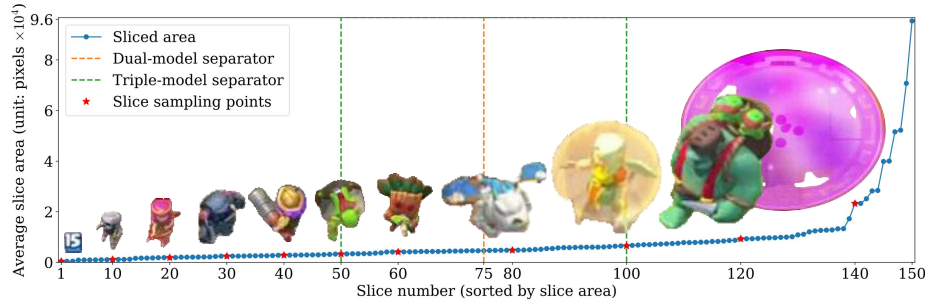 Average slice area (unit: pixels ×10⁴)
9.6
8
6
4
2
0
Sliced area
Dual-model separator
Triple-model separator
Slice sampling points
15
1 10 20 30 40 50 60 75 80 100 120 140 150
Slice number (sorted by slice area)